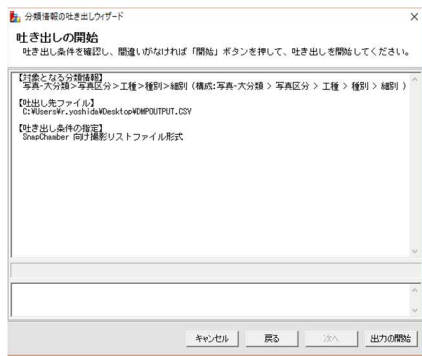 分類情報の吐き出しウィザード
吐き出しの開始
吐き出し条件を確認し、間違いがなければ「開始」ボタンを押して、吐き出しを開始してください。
【対象となる分類情報】
写真-大分類>写真区分>工種>種別>細別 (構成:写真-大分類 > 写真区分 > 工種 > 種別 > 細別 )
【吐出し先ファイル】
C:¥Users¥r.yoshida¥Desktop¥DMPOUTPUT.CSV
【吐き出し条件の指定】
SnapChamber 向け撮影リストファイル形式
キャンセル
戻る
次へ
出力の開始